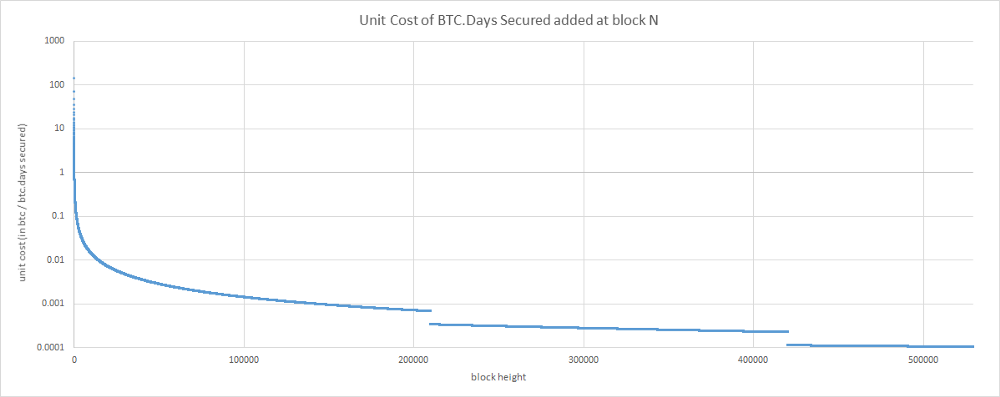 Unit Cost of BTC.Days Secured added at block N
unit cost (in btc / btc.days secured)
1000
100
10
1
0.1
0.01
0.001
0.0001
0 100000 200000 300000 400000 500000
block height